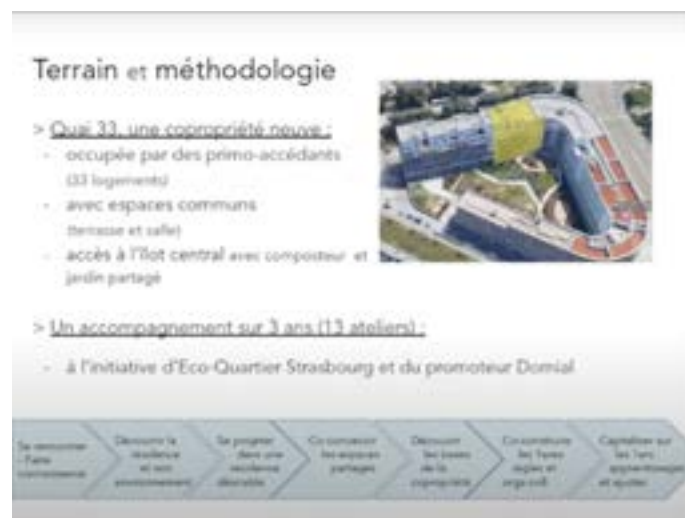 Terrain et méthodologie
> Quai 33, une copropriété neuve :
- occupée par des primo-accédants
(33 logements)
- avec espaces communs
(terrasse et salle)
- accès à l'îlot central avec composteur et
jardin partagé
> Un accompagnement sur 3 ans (13 ateliers) :
- à l'initiative d'Eco-Quartier Strasbourg et du promoteur Domial
Se rencontrer
- Faire
connaissance
Découvrir la
résidence
et son
environnement
Se projeter
dans une
résidence
désirable
Co-concevoir
les espaces
partagés
Découvrir
les bases
de la
copropriété
Co-construire
les 1ères
règles et
Capitaliser sur
les 1ers
apprentissages
et ajuster